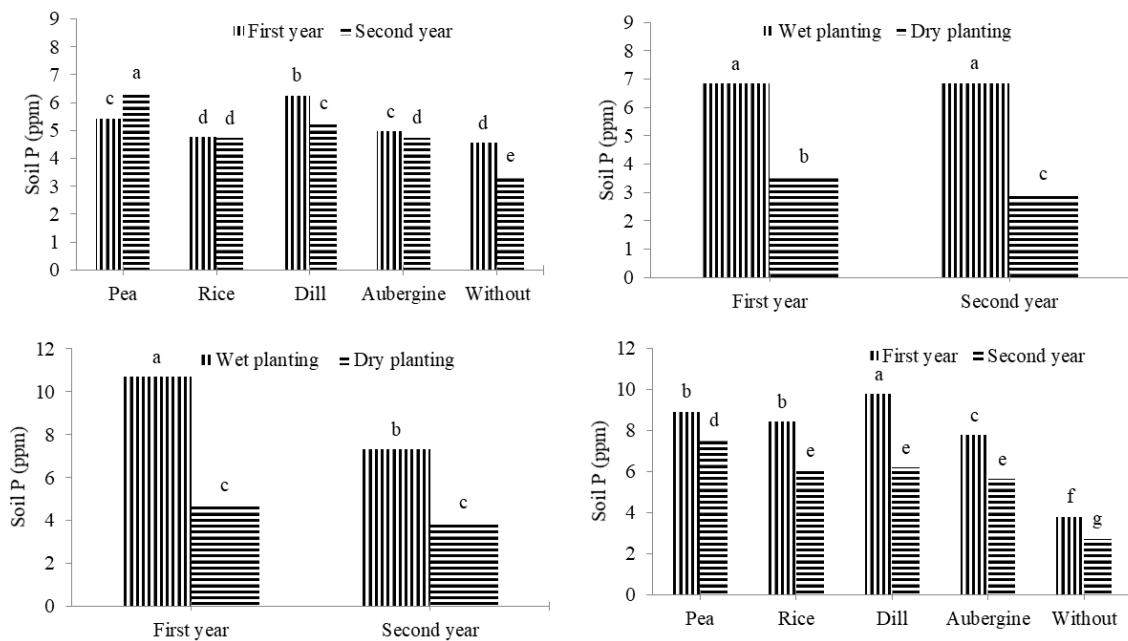 9
8
7
6
5
4
3
2
1
0
Soil P (ppm)
First year Second year
c a d d b c c d d e
Pea Rice Dill Aubergine Without
9
8
7
6
5
4
3
2
1
0
Soil P (ppm)
Wet planting Dry planting
a b a c
First year Second year
12
10
8
6
4
2
0
Soil P (ppm)
Wet planting Dry planting
a c b c
First year Second year
12
10
8
6
4
2
0
Soil P (ppm)
First year Second year
b d b e a e c e f g
Pea Rice Dill Aubergine Without